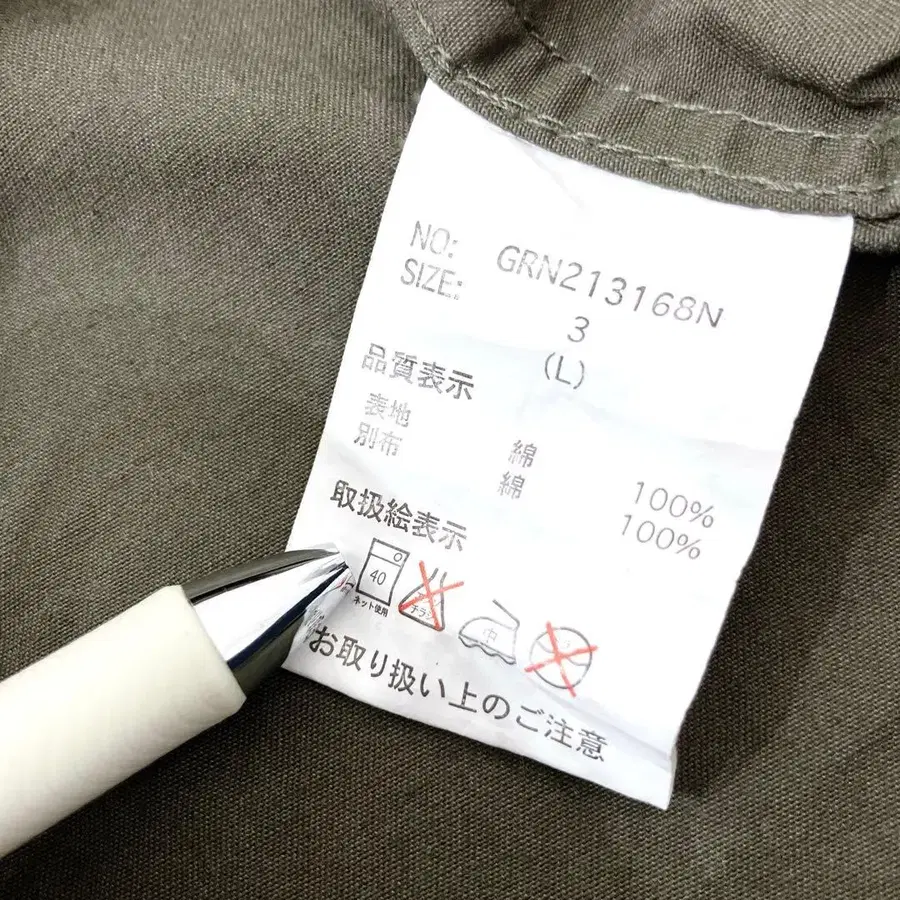 NO: GRN213168N
SIZE: 3
(L)
品質表示
表地 綿 100%
別布 綿 100%
取扱絵表示
40
ネット使用
中
お取り扱い上のご注意